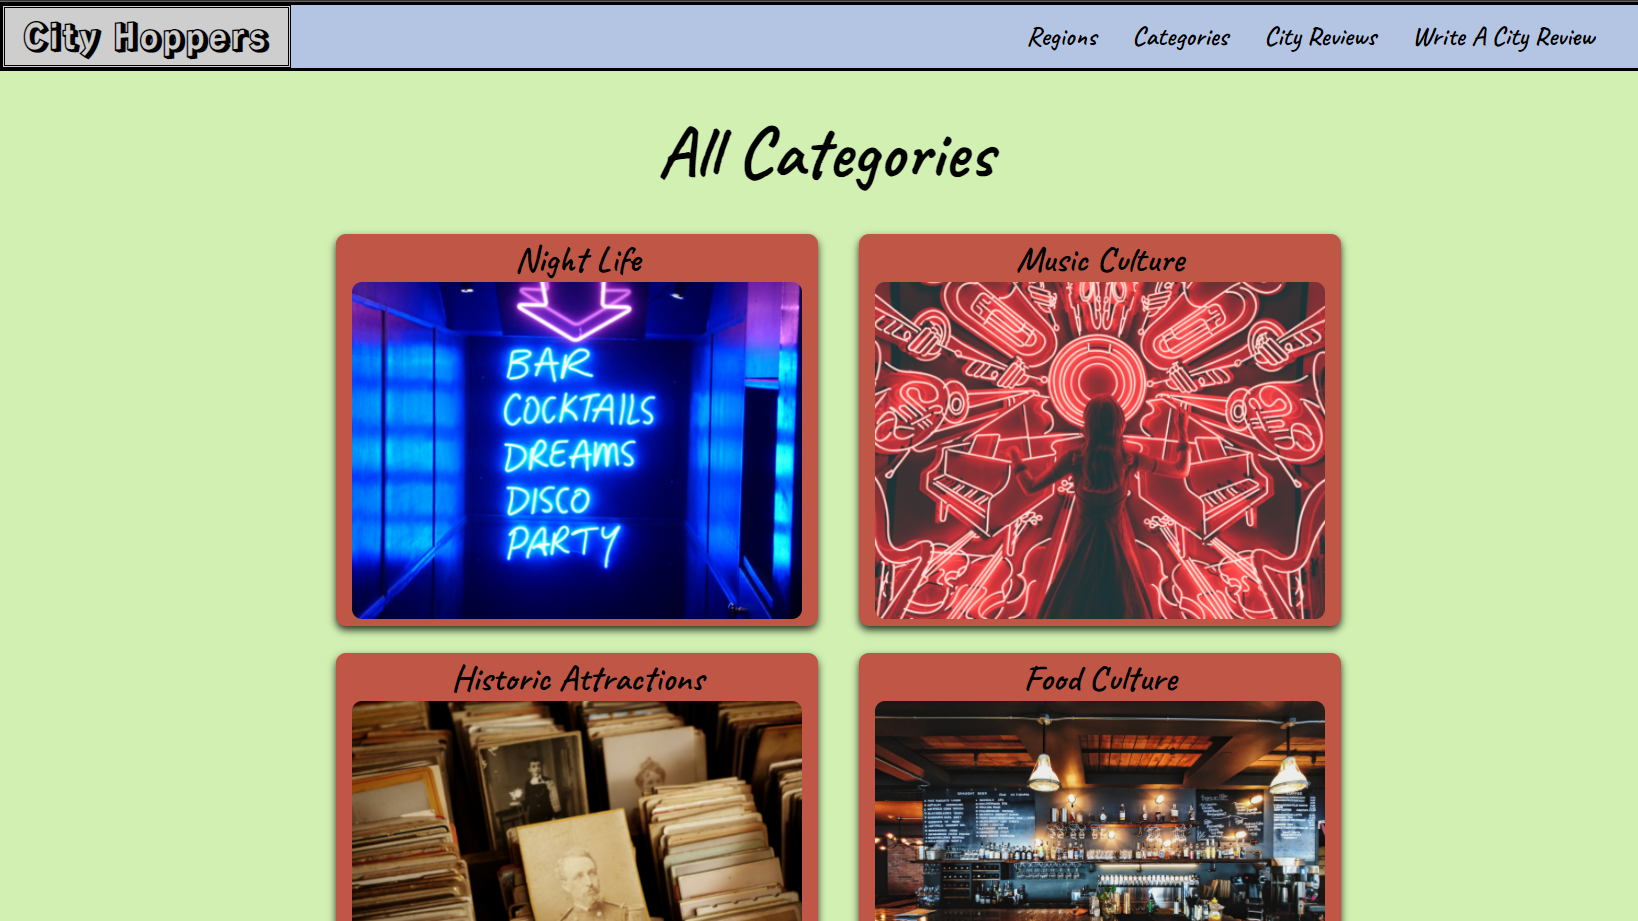 City Hoppers
Regions
Categories
City Reviews
Write A City Review
All Categories
Night Life
Music Culture
BAR
COCKTAILS
DREAMS
DISCO
PARTY
Historic Attractions
Food Culture